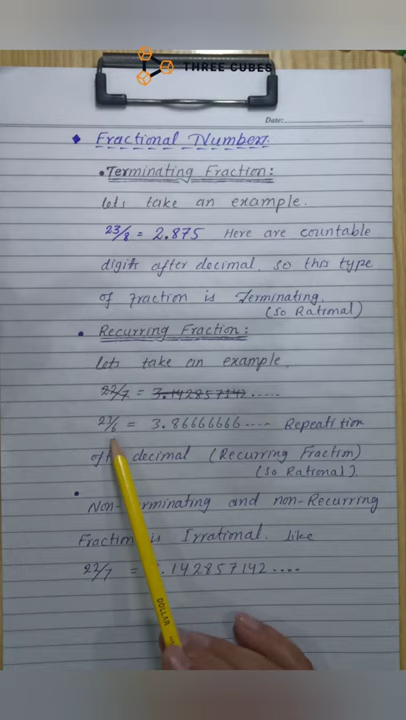 THREE CUBES
Date:
Fractional Number.
Terminating Fraction:
lets take an example.
23/8 = 2.875 Here are countable
digits after decimal, so this type
of fraction is Terminating.
(So Rational)
Recurring Fraction:
lets take an example.
22/7 = 3.142857142.....
23/6 = 3.86666666.... Repeatition
of decimal (Recurring Fraction)
(So Rational).
Non-terminating and non-Recurring
Fraction is Irrational. like
22/7 = .142857142....
DOLLAR